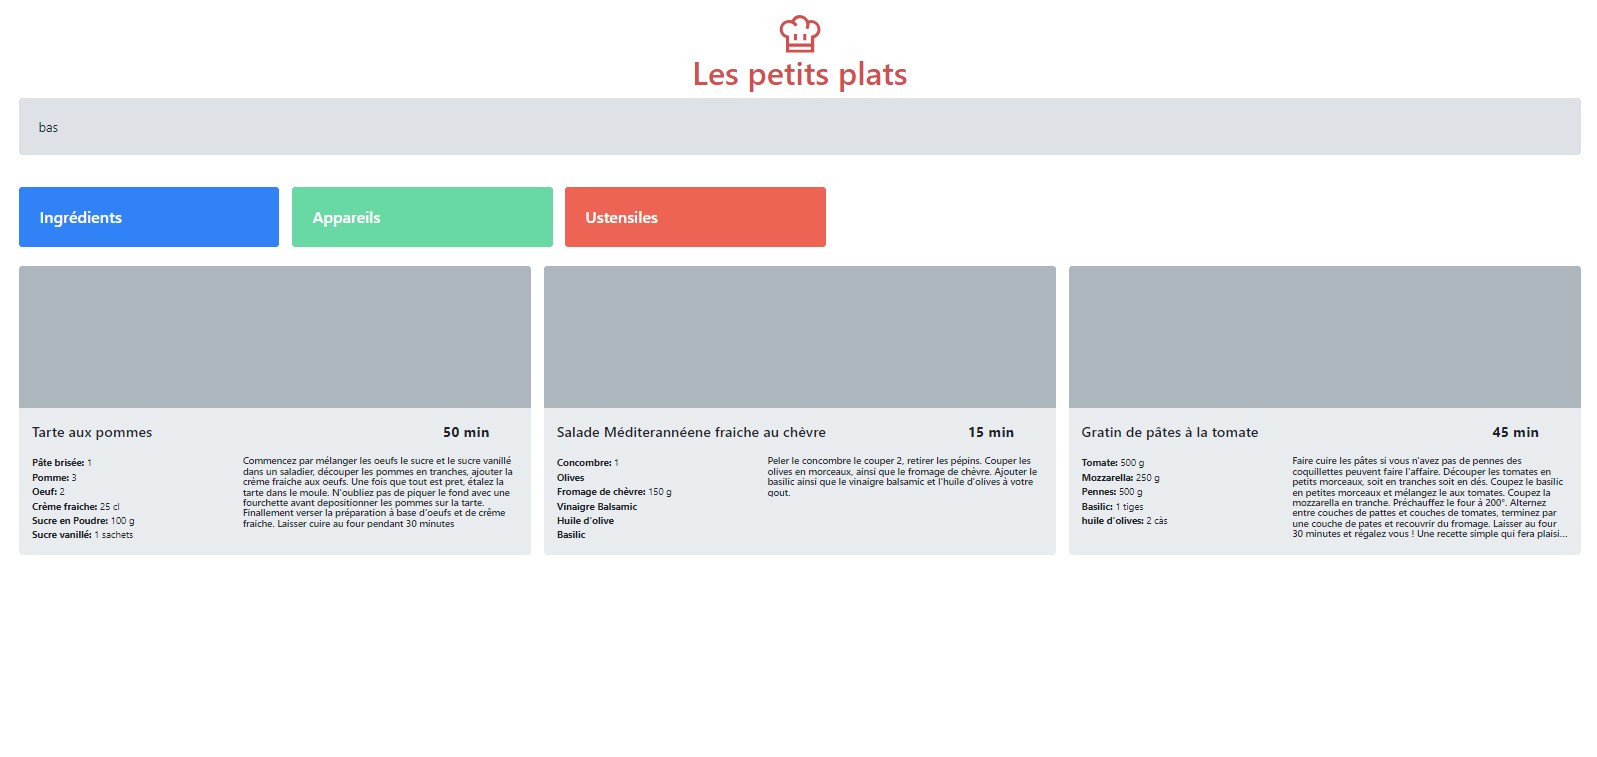 Les petits plats
bas
Ingrédients
Appareils
Ustensiles
Tarte aux pommes
50 min
Pâte brisée: 1
Pomme: 3
Oeuf: 2
Crème fraiche: 25 cl
Sucre en Poudre: 100 g
Sucre vanillé: 1 sachets
Commencez par mélanger les oeufs le sucre et le sucre vanillé
dans un saladier, découper les pommes en tranches, ajouter la
crème fraiche aux oeufs. Une fois que tout est pret, étalez la
tarte dans le moule. N'oubliez pas de piquer le fond avec une
fourchette avant depositionner les pommes sur la tarte.
Finallement verser la préparation à base d'oeufs et de crême
fraiche. Laisser cuire au four pendant 30 minutes
Salade Méditerannéene fraiche au chèvre
15 min
Concombre: 1
Olives
Fromage de chèvre: 150 g
Vinaigre Balsamic
Huile d'olive
Basilic
Peler le concombre le couper 2, retirer les pépins. Couper les
olives en morceaux, ainsi que le fromage de chèvre. Ajouter le
basilic ainsi que le vinaigre balsamic et l'huile d'olives à votre
gout.
Gratin de pâtes à la tomate
45 min
Tomate: 500 g
Mozzarella: 250 g
Pennes: 500 g
Basilic: 1 tiges
huile d'olives: 2 càs
Faire cuire les pâtes si vous n'avez pas de pennes des
coquillettes peuvent faire l'affaire. Découper les tomates en
petits morceaux, soit en tranches soit en dés. Coupez le basilic
en petites morceaux et mélangez le aux tomates. Coupez la
mozzarella en tranche. Préchauffez le four à 200°. Alternez
entre couches de pattes et couches de tomates, terminez par
une couche de pates et recouvrir du fromage. Laisser au four
30 minutes et régalez vous ! Une recette simple qui fera plaisi...